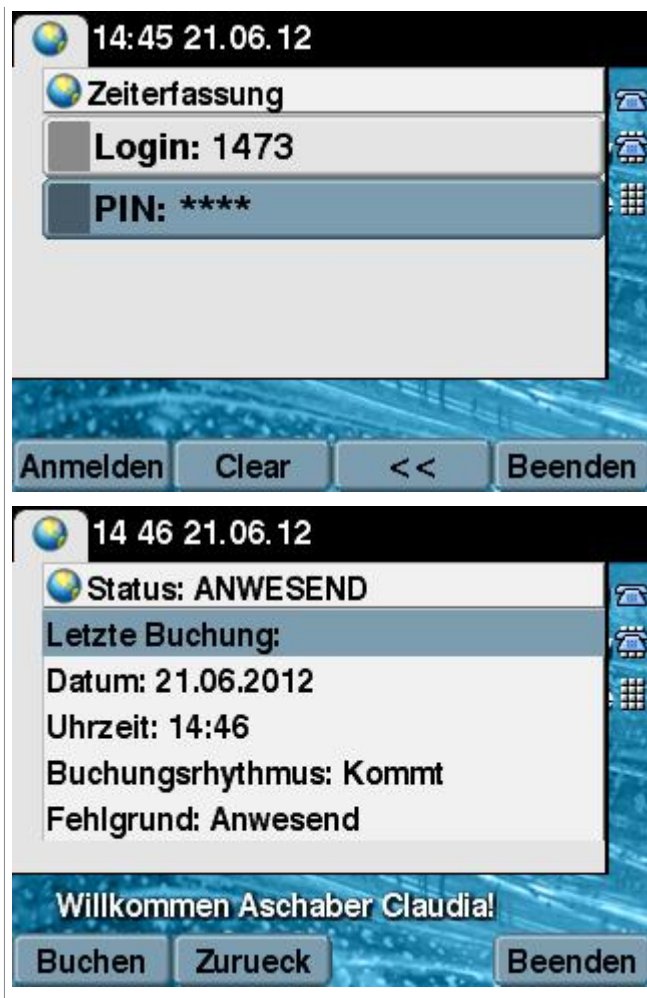 14:45 21.06.12
Zeiterfassung
Login: 1473
PIN: ****
Anmelden Clear << Beenden
14 46 21.06.12
Status: ANWESEND
Letzte Buchung:
Datum: 21.06.2012
Uhrzeit: 14:46
Buchungsrhythmus: Kommt
Fehlgrund: Anwesend
Willkommen Aschaber Claudia!
Buchen Zurueck Beenden